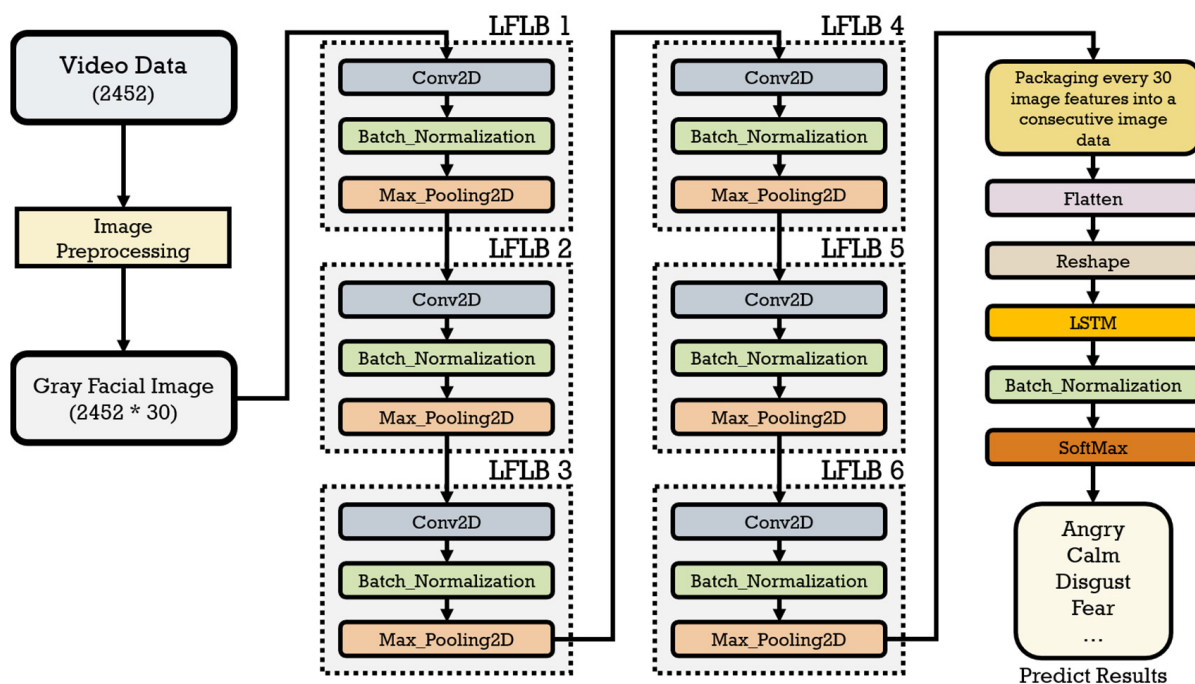 Video Data
(2452)
Image
Preprocessing
Gray Facial Image
(2452 * 30)
LFLB 1
Conv2D
Batch_Normalization
Max_Pooling2D
LFLB 2
Conv2D
Batch_Normalization
Max_Pooling2D
LFLB 3
Conv2D
Batch_Normalization
Max_Pooling2D
LFLB 4
Conv2D
Batch_Normalization
Max_Pooling2D
LFLB 5
Conv2D
Batch_Normalization
Max_Pooling2D
LFLB 6
Conv2D
Batch_Normalization
Max_Pooling2D
Packaging every 30
image features into a
consecutive image
data
Flatten
Reshape
LSTM
Batch_Normalization
SoftMax
Angry
Calm
Disgust
Fear
...
Predict Results